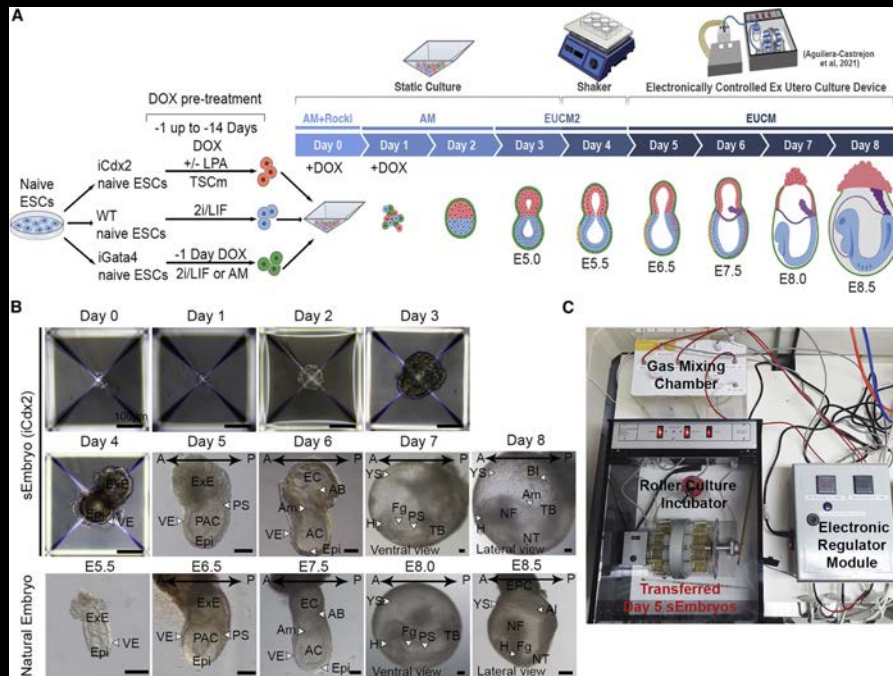 A
(Aguilera-Castrejon
et al, 2021)
Static Culture
Shaker
Electronically Controlled Ex Utero Culture Device
DOX pre-treatment
-1 up to -14 Days
AM+RockI
AM
EUCM2
EUCM
Day 0
Day 1
Day 2
Day 3
Day 4
Day 5
Day 6
Day 7
Day 8
+DOX
+DOX
Naive
ESCs
iCdx2
naive ESCs
DOX
+/- LPA
TSCm
WT
naive ESCs
2i/LIF
iGata4
naive ESCs
-1 Day DOX
2i/LIF or AM
E5.0
E5.5
E6.5
E7.5
E8.0
E8.5
B
sEmbryo (iCdx2)
Day 0
Day 1
Day 2
Day 3
100μm
Day 4
Day 5
Day 6
Day 7
Day 8
ExE
Epi
VE
A
P
ExE
PS
VE
PAC
Epi
A
P
EC
AB
Am
VE
AC
Epi
A
P
YS
Fg
PS
H
TB
Ventral view
A
P
YS
Bl
Am
TB
NF
H
NT
Lateral view
Natural Embryo
E5.5
E6.5
E7.5
E8.0
E8.5
ExE
VE
Epi
A
P
ExE
PAC
VE
PS
Epi
A
P
EC
AB
Am
VE
AC
Epi
A
P
YS
Fg
PS
TB
H
Ventral view
A
P
EPC
YS
Al
NF
H
Fg
NT
Lateral view
C
Gas Mixing
Chamber
Roller Culture
Incubator
Electronic
Regulator
Module
Transferred
Day 5 sEmbryos